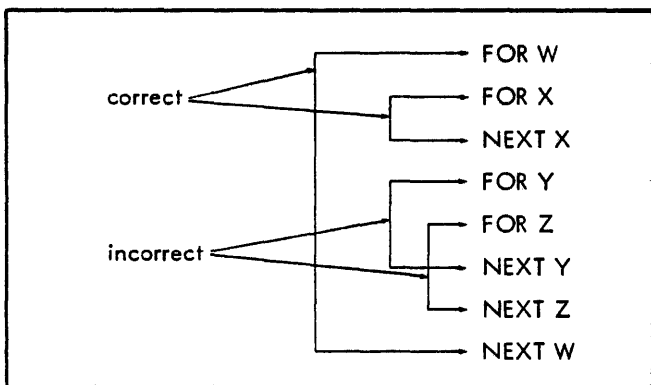 FOR W
correct
FOR X
NEXT X
FOR Y
FOR Z
incorrect
NEXT Y
NEXT Z
NEXT W